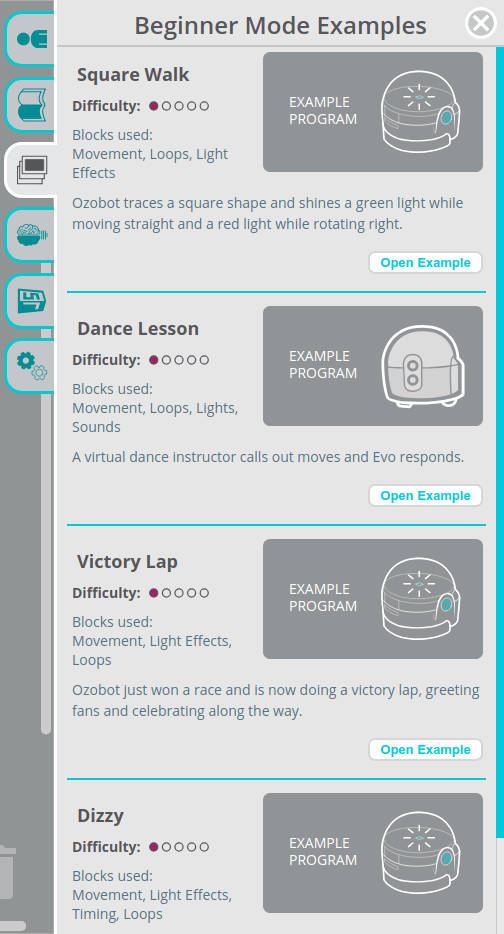 Beginner Mode Examples
Square Walk
Difficulty:
Blocks used:
Movement, Loops, Light
Effects
EXAMPLE
PROGRAM
Ozobot traces a square shape and shines a green light while
moving straight and a red light while rotating right.
Open Example
Dance Lesson
Difficulty:
Blocks used:
Movement, Loops, Lights,
Sounds
EXAMPLE
PROGRAM
A virtual dance instructor calls out moves and Evo responds.
Open Example
Victory Lap
Difficulty:
Blocks used:
Movement, Light Effects,
Loops
EXAMPLE
PROGRAM
Ozobot just won a race and is now doing a victory lap, greeting
fans and celebrating along the way.
Open Example
Dizzy
Difficulty:
Blocks used:
Movement, Light Effects,
Timing, Loops
EXAMPLE
PROGRAM